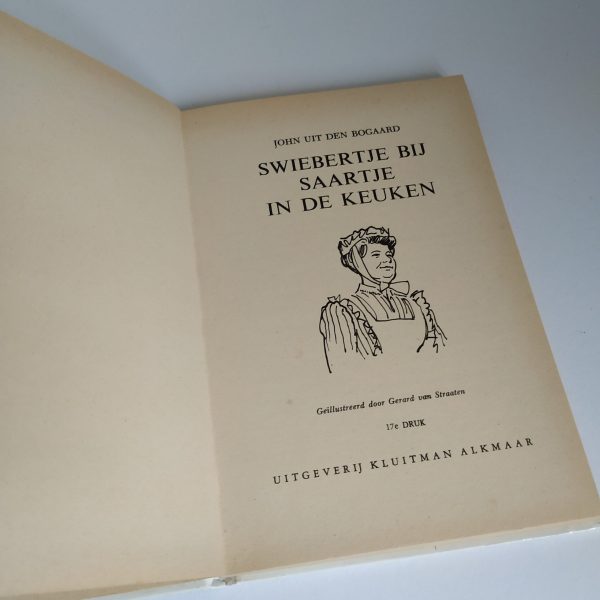 JOHN UIT DEN BOGAARD
SWIEBERTJE BIJ
SAARTJE
IN DE KEUKEN
Geïllustreerd door Gerard van Straaten
17e DRUK
UITGEVERIJ KLUITMAN ALKMAAR